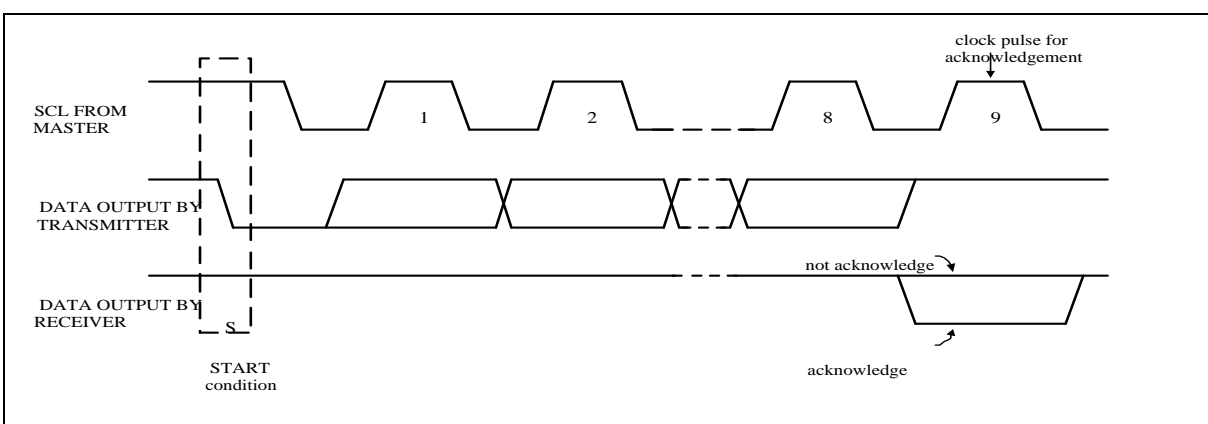 clock pulse for
acknowledgement
SCL FROM
MASTER
1
2
8
9
DATA OUTPUT BY
TRANSMITTER
not acknowledge
DATA OUTPUT BY
RECEIVER
S
START
condition
acknowledge